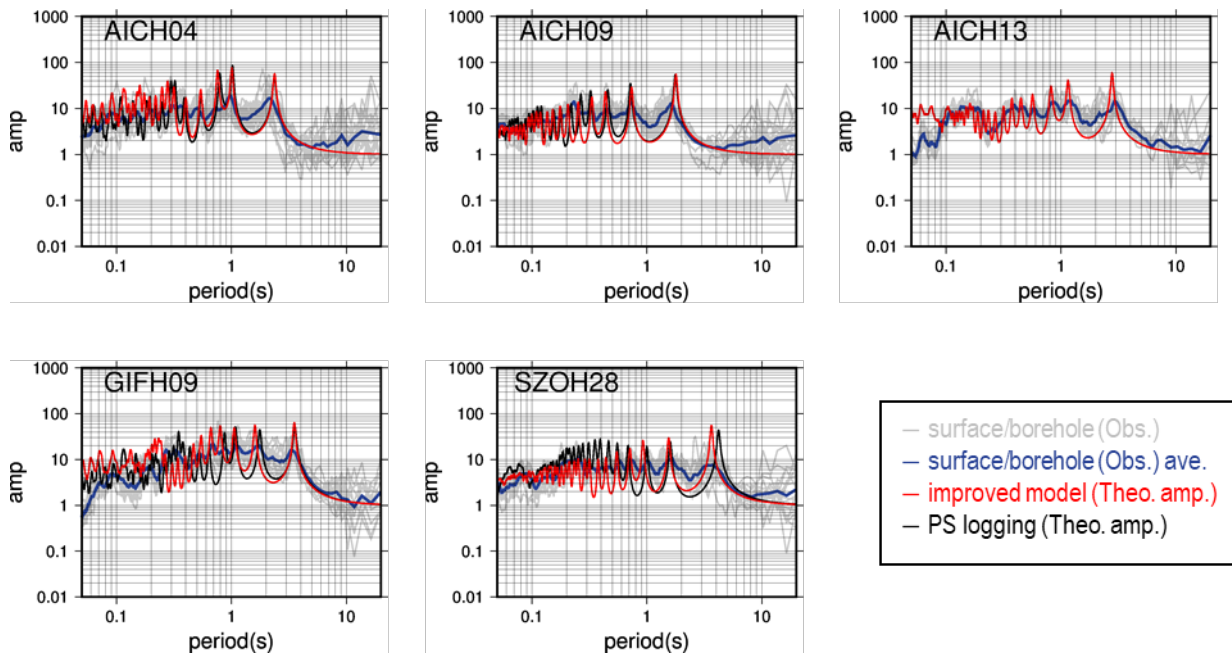 AICH04
1000
100
10
1
0.1
0.01
amp
0.1 1 10
period(s)
AICH09
1000
100
10
1
0.1
0.01
amp
0.1 1 10
period(s)
AICH13
1000
100
10
1
0.1
0.01
amp
0.1 1 10
period(s)
GIFH09
1000
100
10
1
0.1
0.01
amp
0.1 1 10
period(s)
SZOH28
1000
100
10
1
0.1
0.01
amp
0.1 1 10
period(s)
surface/borehole (Obs.)
surface/borehole (Obs.) ave.
improved model (Theo. amp.)
PS logging (Theo. amp.)